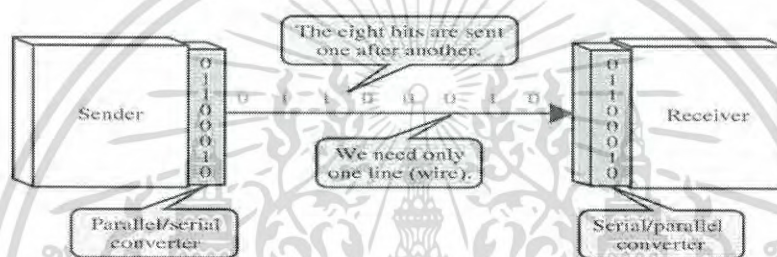 The eight bits are sent
one after another.
Sender
0
1
1
0
0
0
1
0
0 1 1 0 0 0 1 0
0
1
1
0
0
0
1
0
Receiver
We need only
one line (wire).
Parallel/serial
converter
Serial/parallel
converter